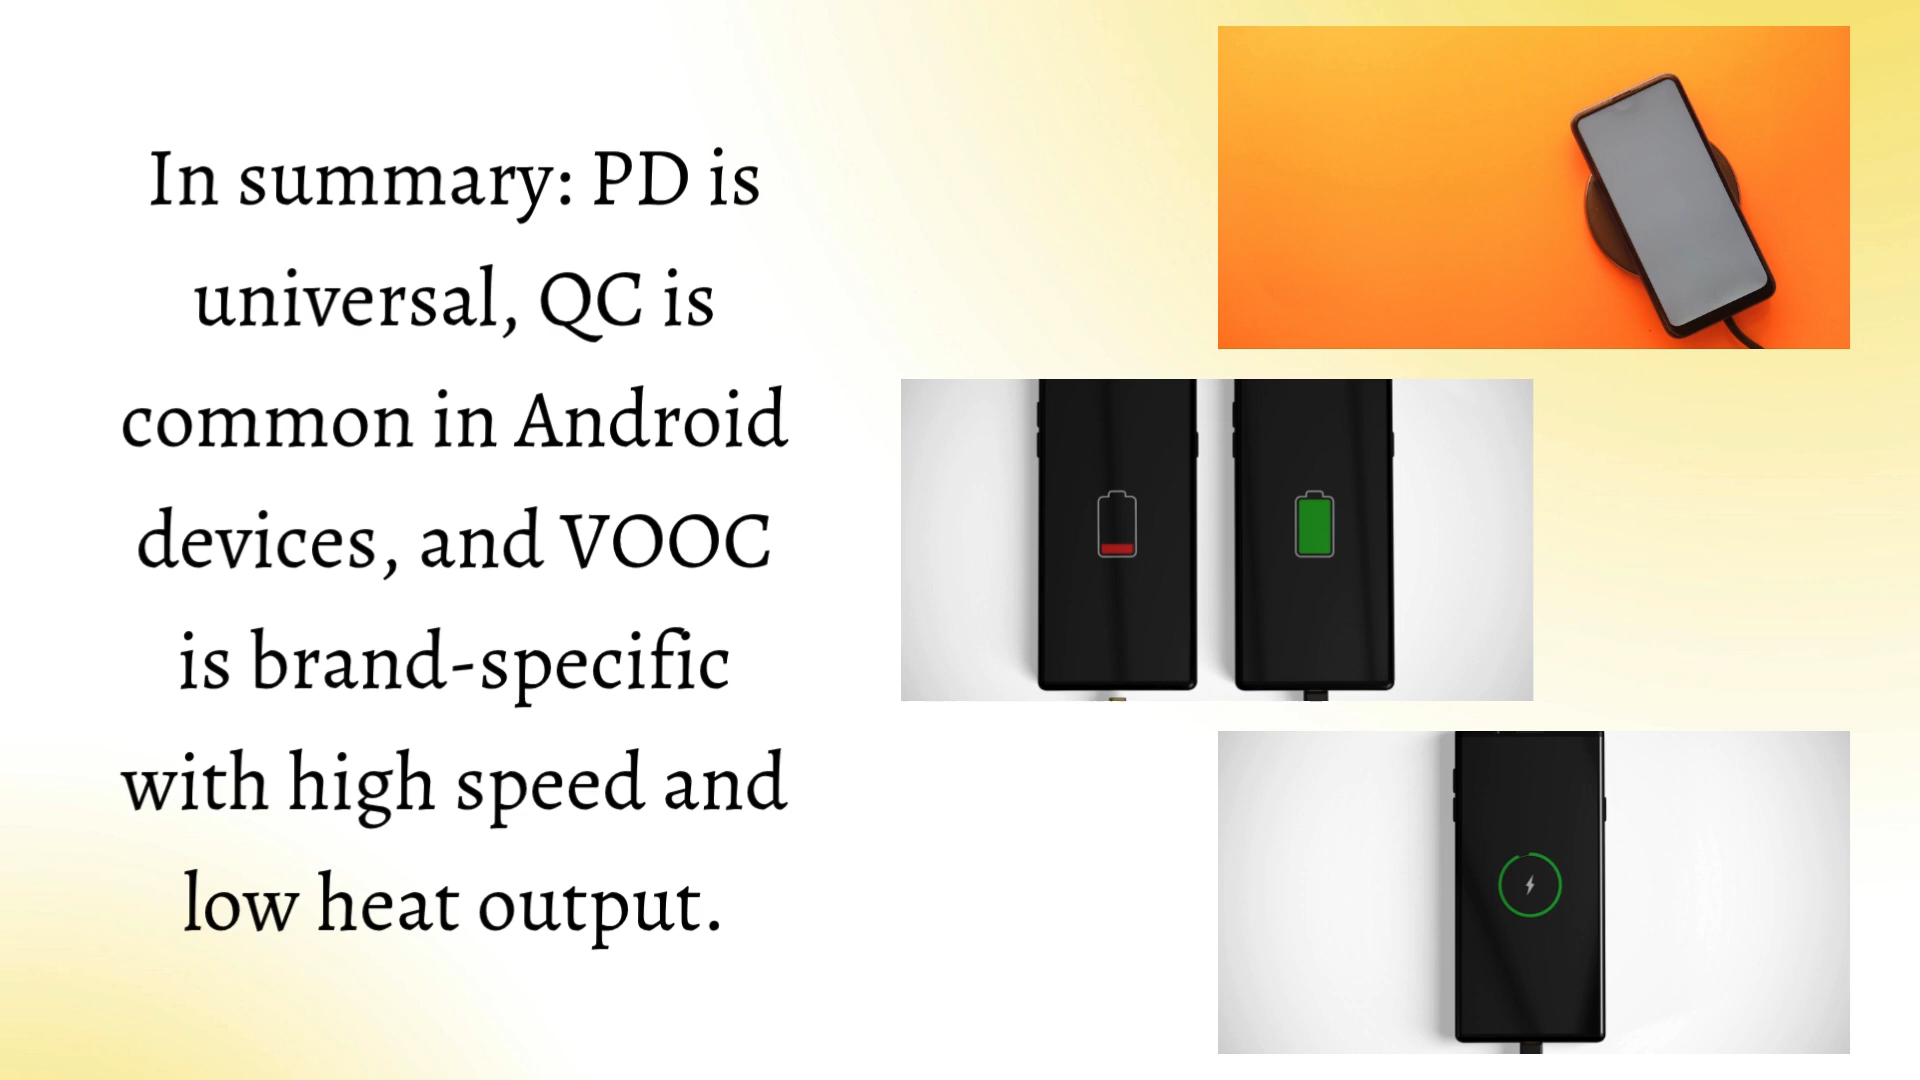 In summary: PD is
universal, QC is
common in Android
devices, and VOOC
is brand-specific
with high speed and
low heat output.